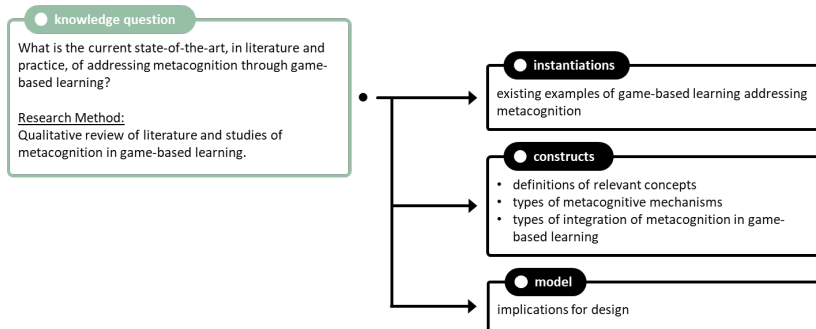 knowledge question
What is the current state-of-the-art, in literature and
practice, of addressing metacognition through game-
based learning?
Research Method:
Qualitative review of literature and studies of
metacognition in game-based learning.
instantiations
existing examples of game-based learning addressing
metacognition
constructs
• definitions of relevant concepts
• types of metacognitive mechanisms
• types of integration of metacognition in game-
based learning
model
implications for design